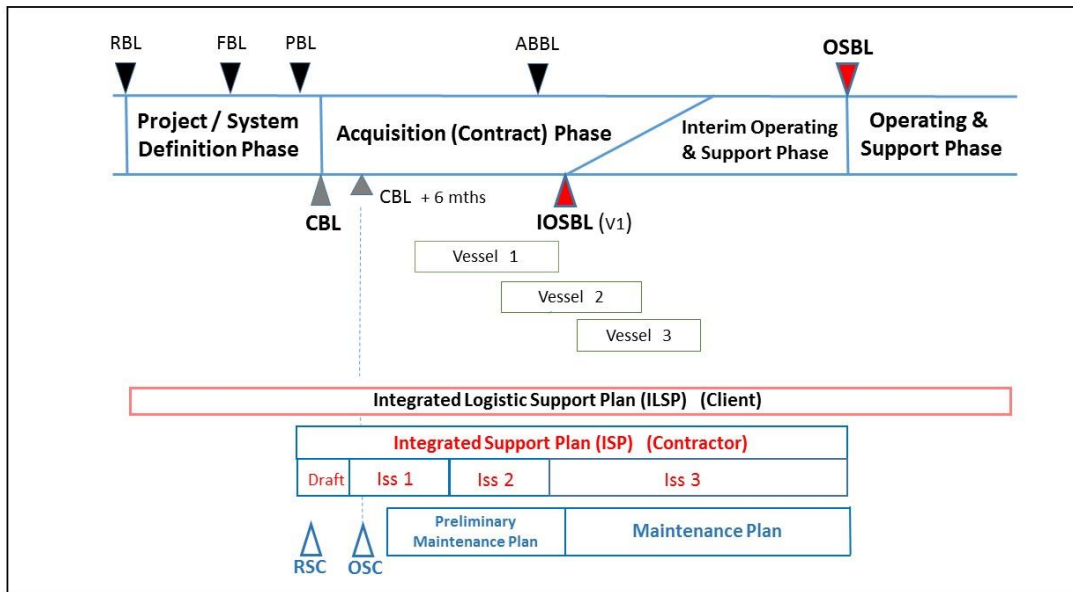 RBL
FBL
PBL
ABBL
OSBL
Project / System
Definition Phase
Acquisition (Contract) Phase
Interim Operating
& Support Phase
Operating &
Support Phase
CBL
CBL + 6 mths
IOSBL (V1)
Vessel 1
Vessel 2
Vessel 3
Integrated Logistic Support Plan (ILSP) (Client)
Integrated Support Plan (ISP) (Contractor)
Draft
Iss 1
Iss 2
Iss 3
Preliminary
Maintenance Plan
Maintenance Plan
RSC
OSC